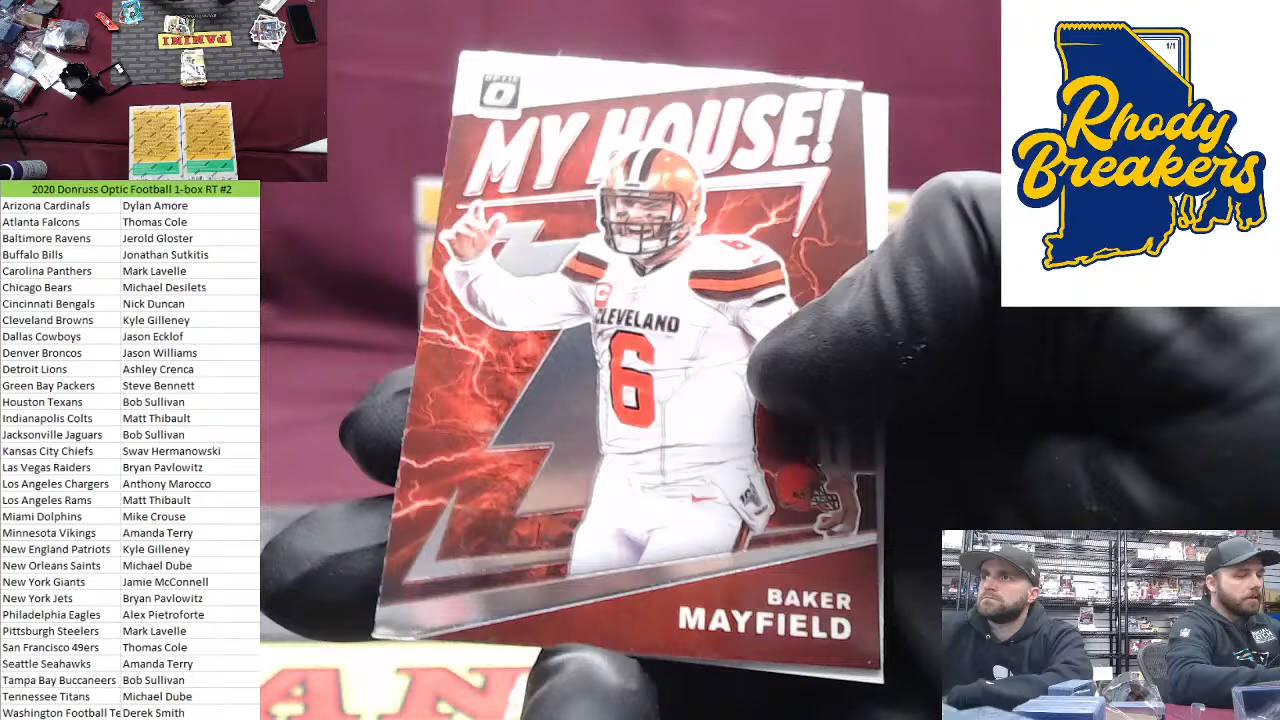 PANINI
2020 Donruss Optic Football 1-box RT #2
Arizona Cardinals Dylan Amore
Atlanta Falcons Thomas Cole
Baltimore Ravens Jerold Gloster
Buffalo Bills Jonathan Sutkitis
Carolina Panthers Mark Lavelle
Chicago Bears Michael Desilets
Cincinnati Bengals Nick Duncan
Cleveland Browns Kyle Gilleney
Dallas Cowboys Jason Ecklof
Denver Broncos Jason Williams
Detroit Lions Ashley Crenca
Green Bay Packers Steve Bennett
Houston Texans Bob Sullivan
Indianapolis Colts Matt Thibault
Jacksonville Jaguars Bob Sullivan
Kansas City Chiefs Swav Hermanowski
Las Vegas Raiders Bryan Pavlowitz
Los Angeles Chargers Anthony Marocco
Los Angeles Rams Matt Thibault
Miami Dolphins Mike Crouse
Minnesota Vikings Amanda Terry
New England Patriots Kyle Gilleney
New Orleans Saints Michael Dube
New York Giants Jamie McConnell
New York Jets Bryan Pavlowitz
Philadelphia Eagles Alex Pietroforte
Pittsburgh Steelers Mark Lavelle
San Francisco 49ers Thomas Cole
Seattle Seahawks Amanda Terry
Tampa Bay Buccaneers Bob Sullivan
Tennessee Titans Michael Dube
Washington Football Te Derek Smith
OPTIC
MY HOUSE!
6
C
CLEVELAND
6
BAKER
MAYFIELD
1/1
Rhody
Breakers